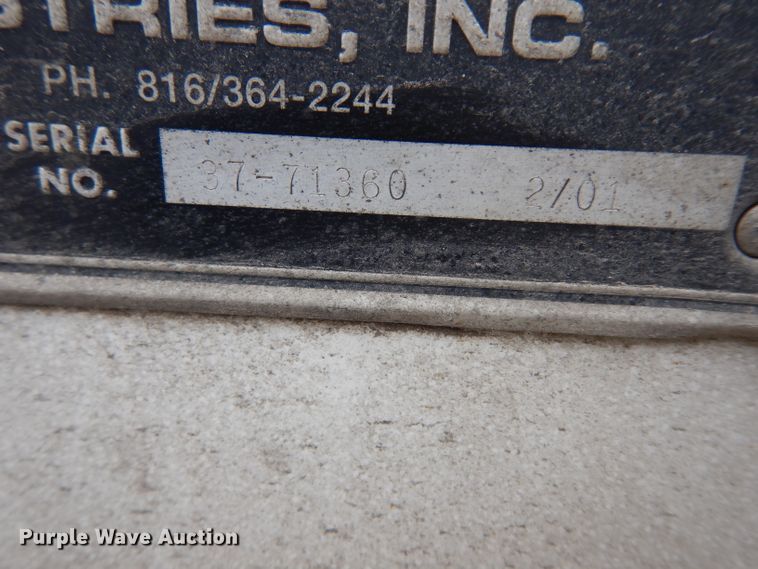 STRIES, INC.
PH. 816/364-2244
SERIAL
NO.
37-71360 2/01
Purple Wave Auction